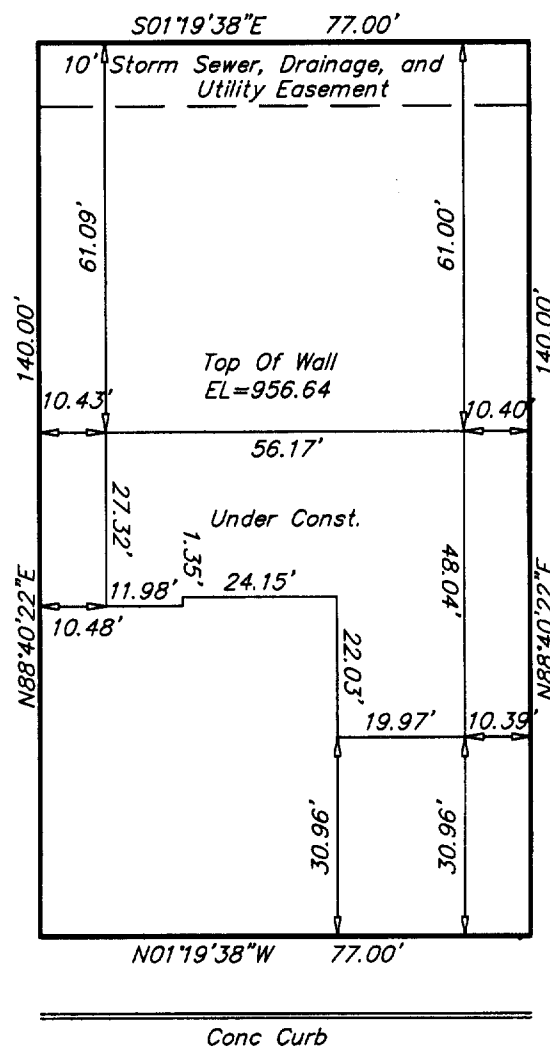 S01°19'38"E 77.00'
10' Storm Sewer, Drainage, and
Utility Easement
61.09'
61.00'
140.00'
140.00'
Top Of Wall
EL=956.64
10.43'
10.40'
56.17'
27.32'
Under Const.
1.35'
24.15'
11.98'
48.04'
10.48'
22.03'
N88°40'22"E
N88°40'22"E
19.97'
10.39'
30.96'
30.96'
N01°19'38"W 77.00'
Conc Curb